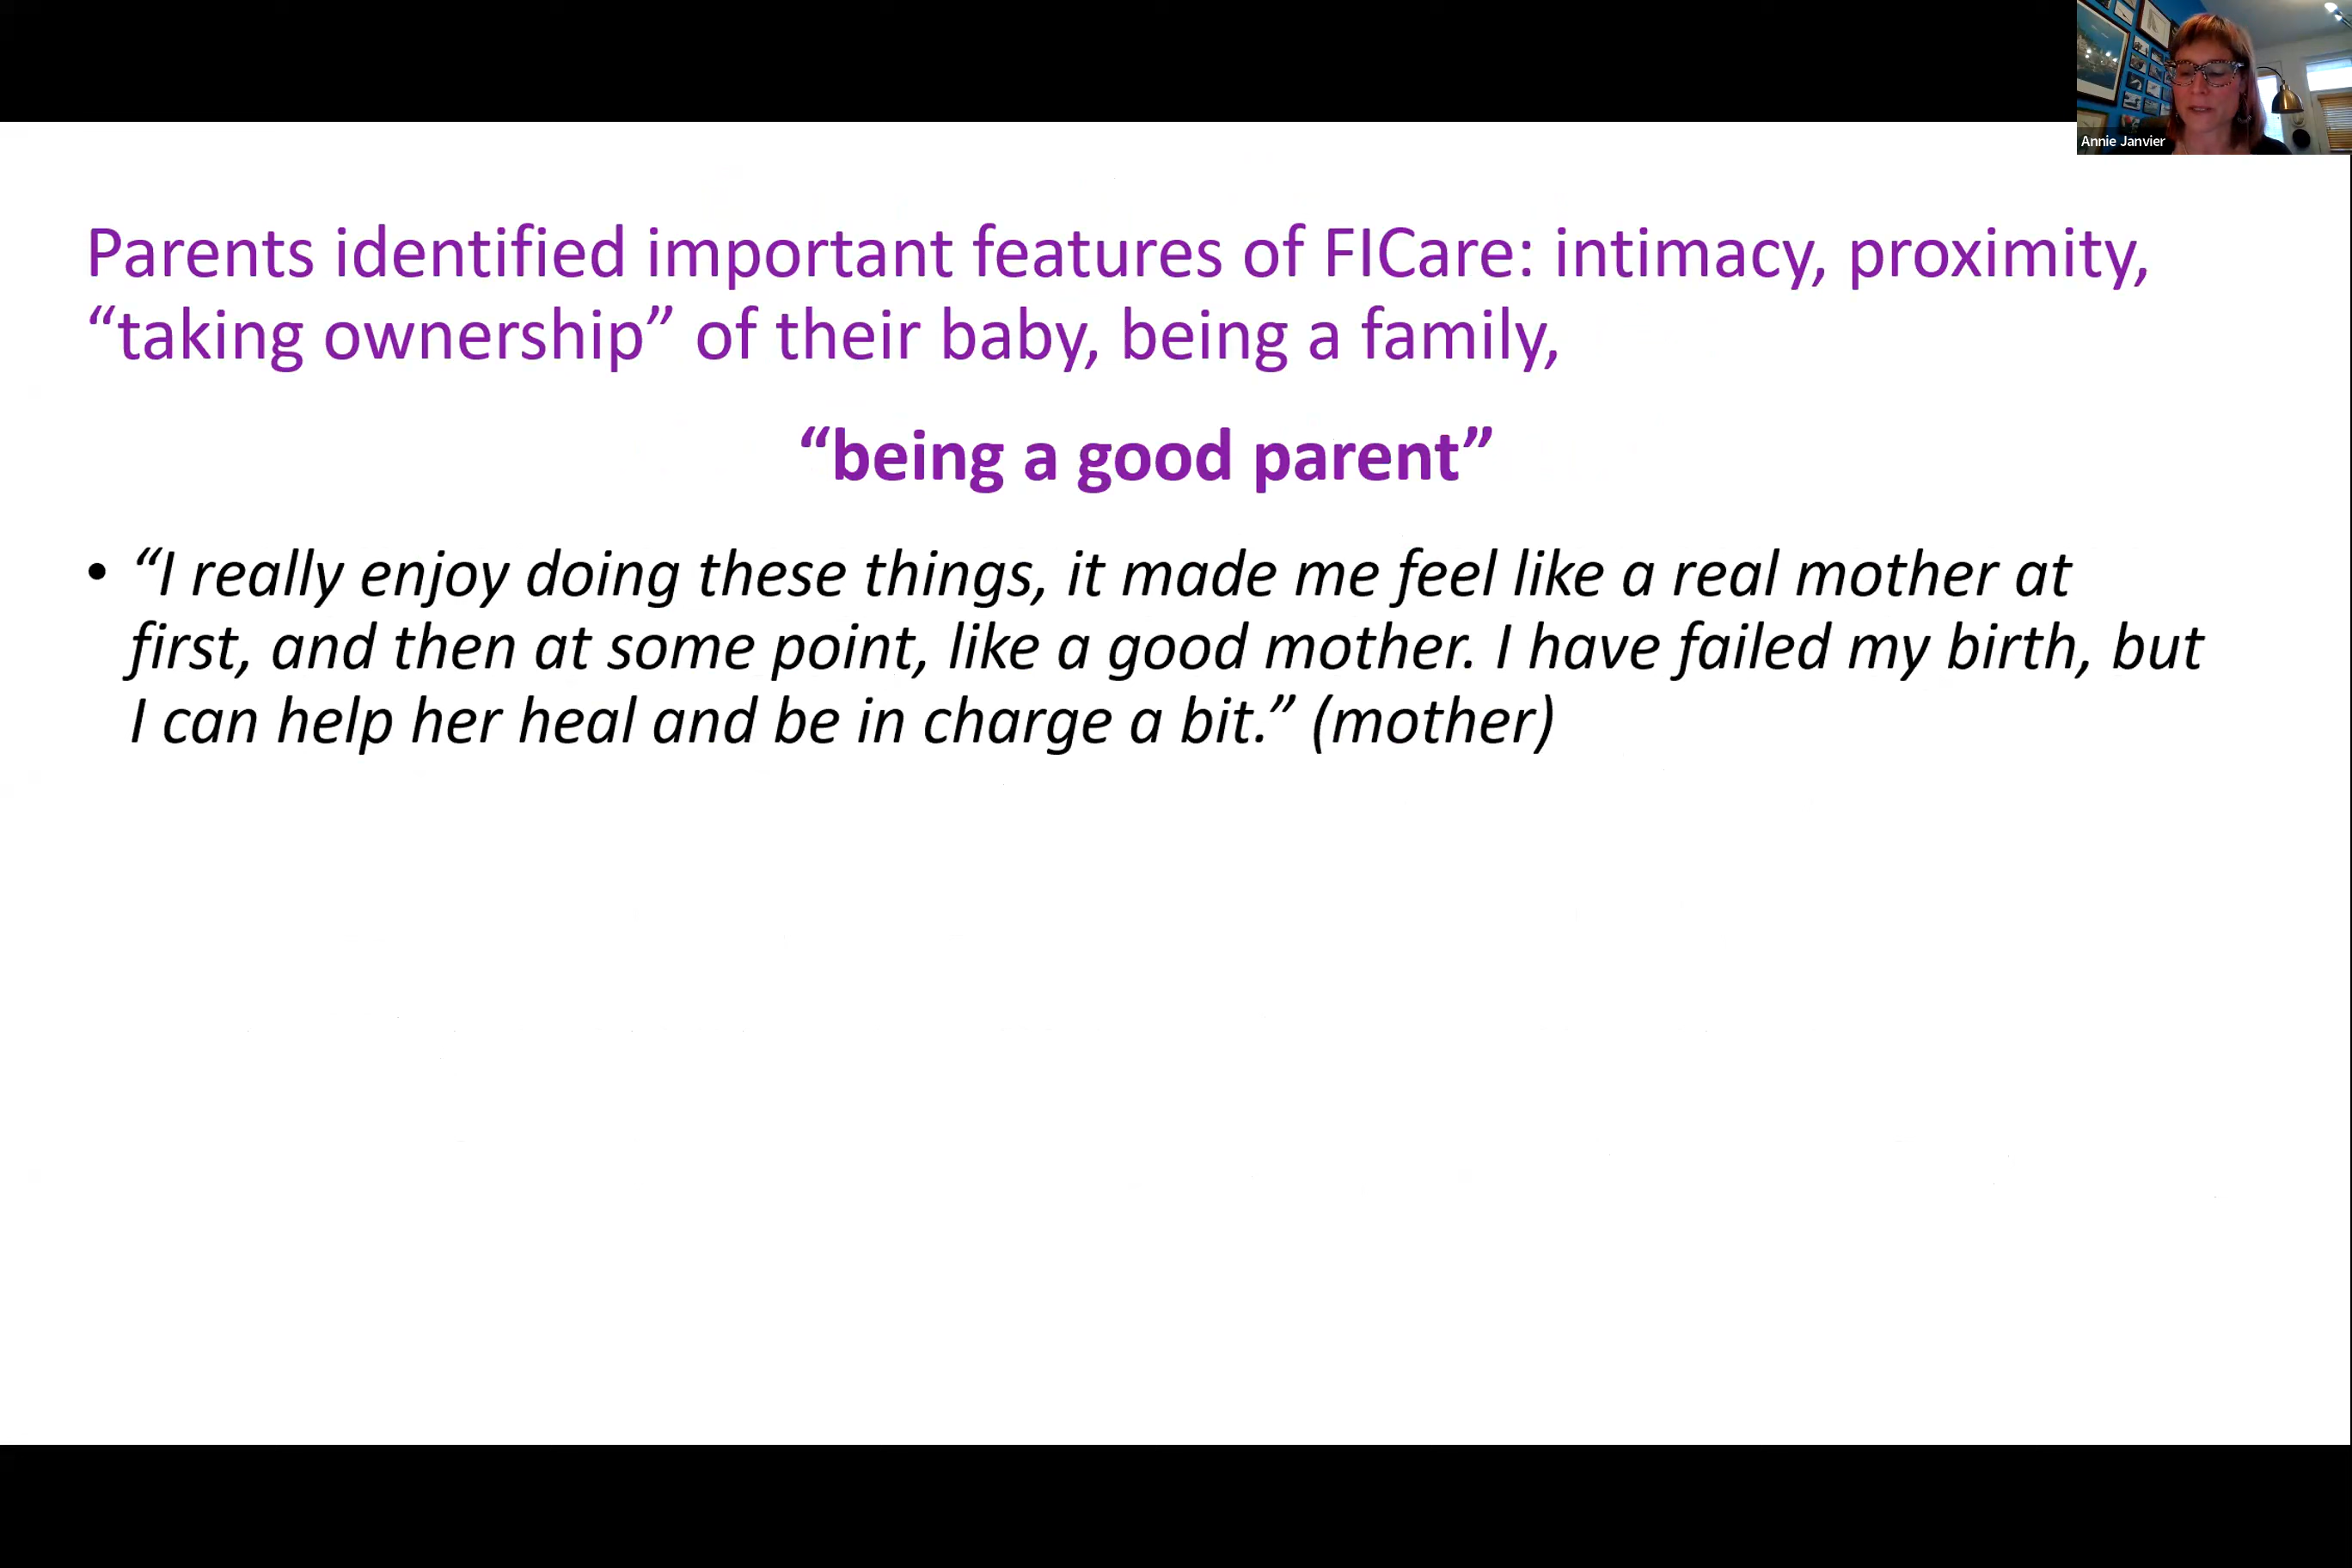 Annie Janvier
Parents identified important features of FICare: intimacy, proximity,
“taking ownership” of their baby, being a family,
“being a good parent”
• “I really enjoy doing these things, it made me feel like a real mother at
first, and then at some point, like a good mother. I have failed my birth, but
I can help her heal and be in charge a bit.” (mother)